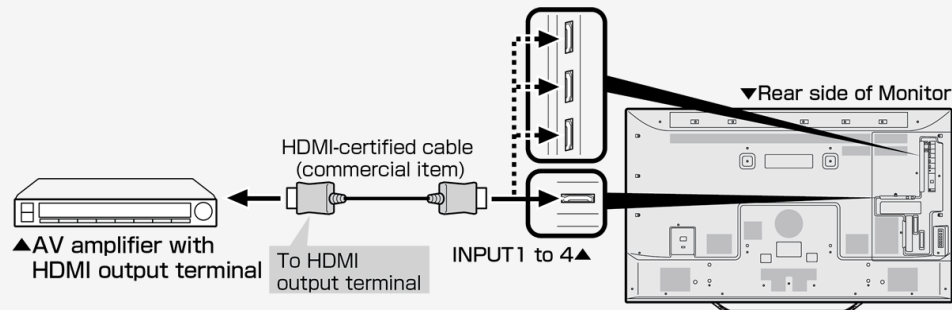 ▼Rear side of Monitor
HDMI-certified cable
(commercial item)
▲AV amplifier with
HDMI output terminal
To HDMI
output terminal
INPUT1 to 4▲